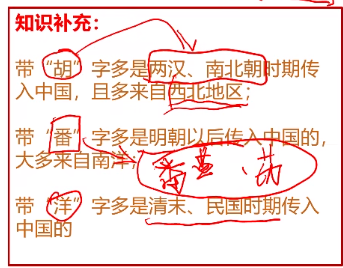 知识补充：
带“胡”字多是两汉、南北朝时期传
入中国，且多来自西北地区；
带“番”字多是明朝以后传入中国的，
大多来自南洋；
带“洋”字多是清末、民国时期传入
中国的